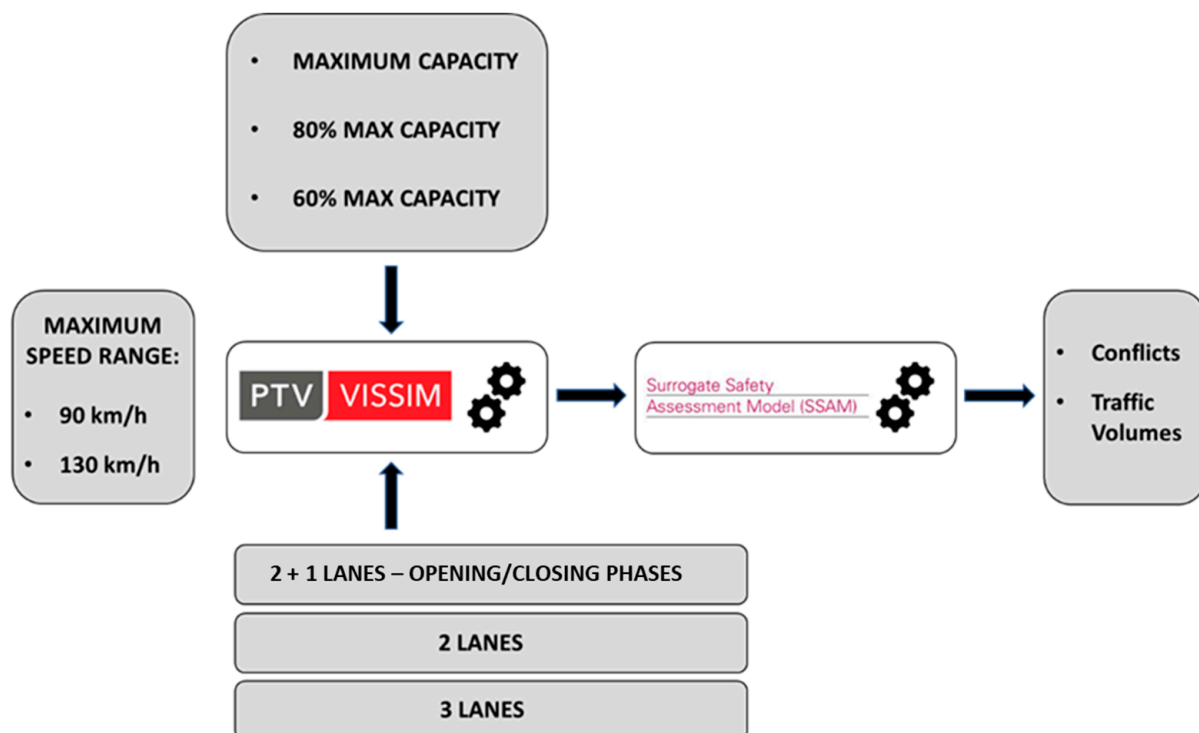 • MAXIMUM CAPACITY
• 80% MAX CAPACITY
• 60% MAX CAPACITY
MAXIMUM
SPEED RANGE:
• 90 km/h
• 130 km/h
PTV VISSIM
Surrogate Safety
Assessment Model (SSAM)
• Conflicts
• Traffic
Volumes
2 + 1 LANES – OPENING/CLOSING PHASES
2 LANES
3 LANES